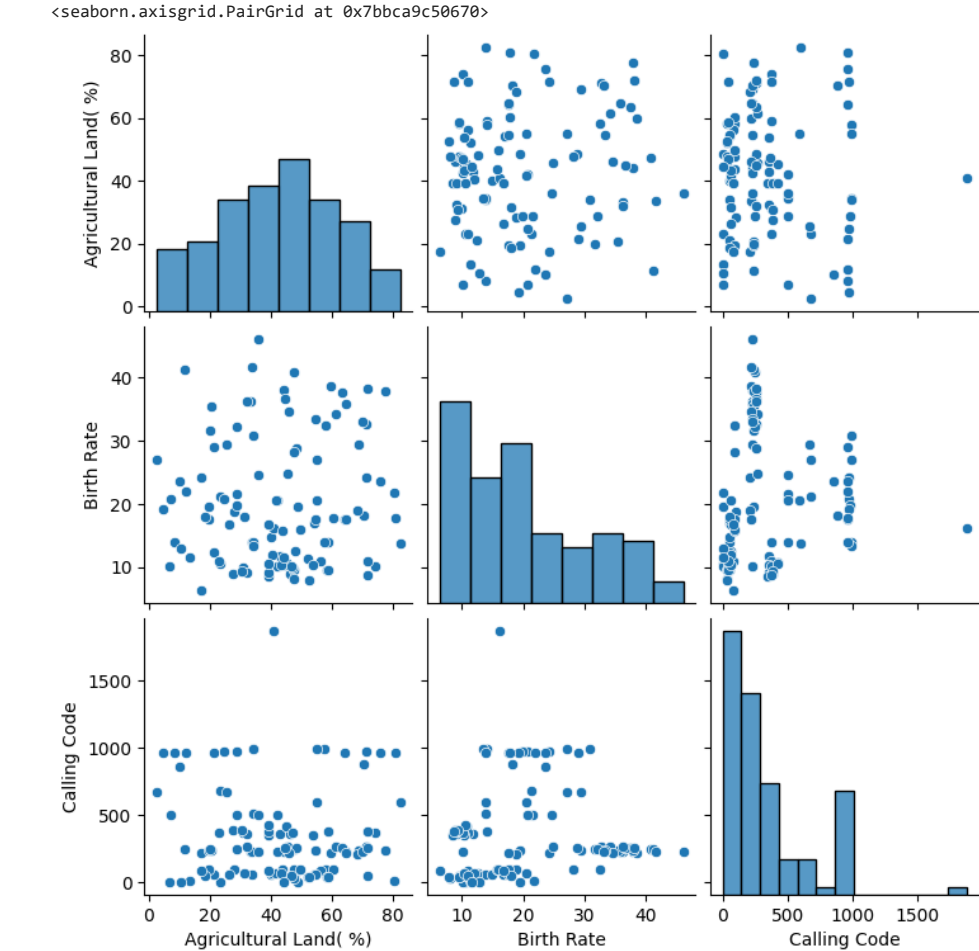 <seaborn.axisgrid.PairGrid at 0x7bbca9c50670>
80
60
40
20
0
Agricultural Land( %)
40
30
20
10
Birth Rate
1500
1000
500
0
Calling Code
0 20 40 60 80
Agricultural Land( %)
10 20 30 40
Birth Rate
0 500 1000 1500
Calling Code